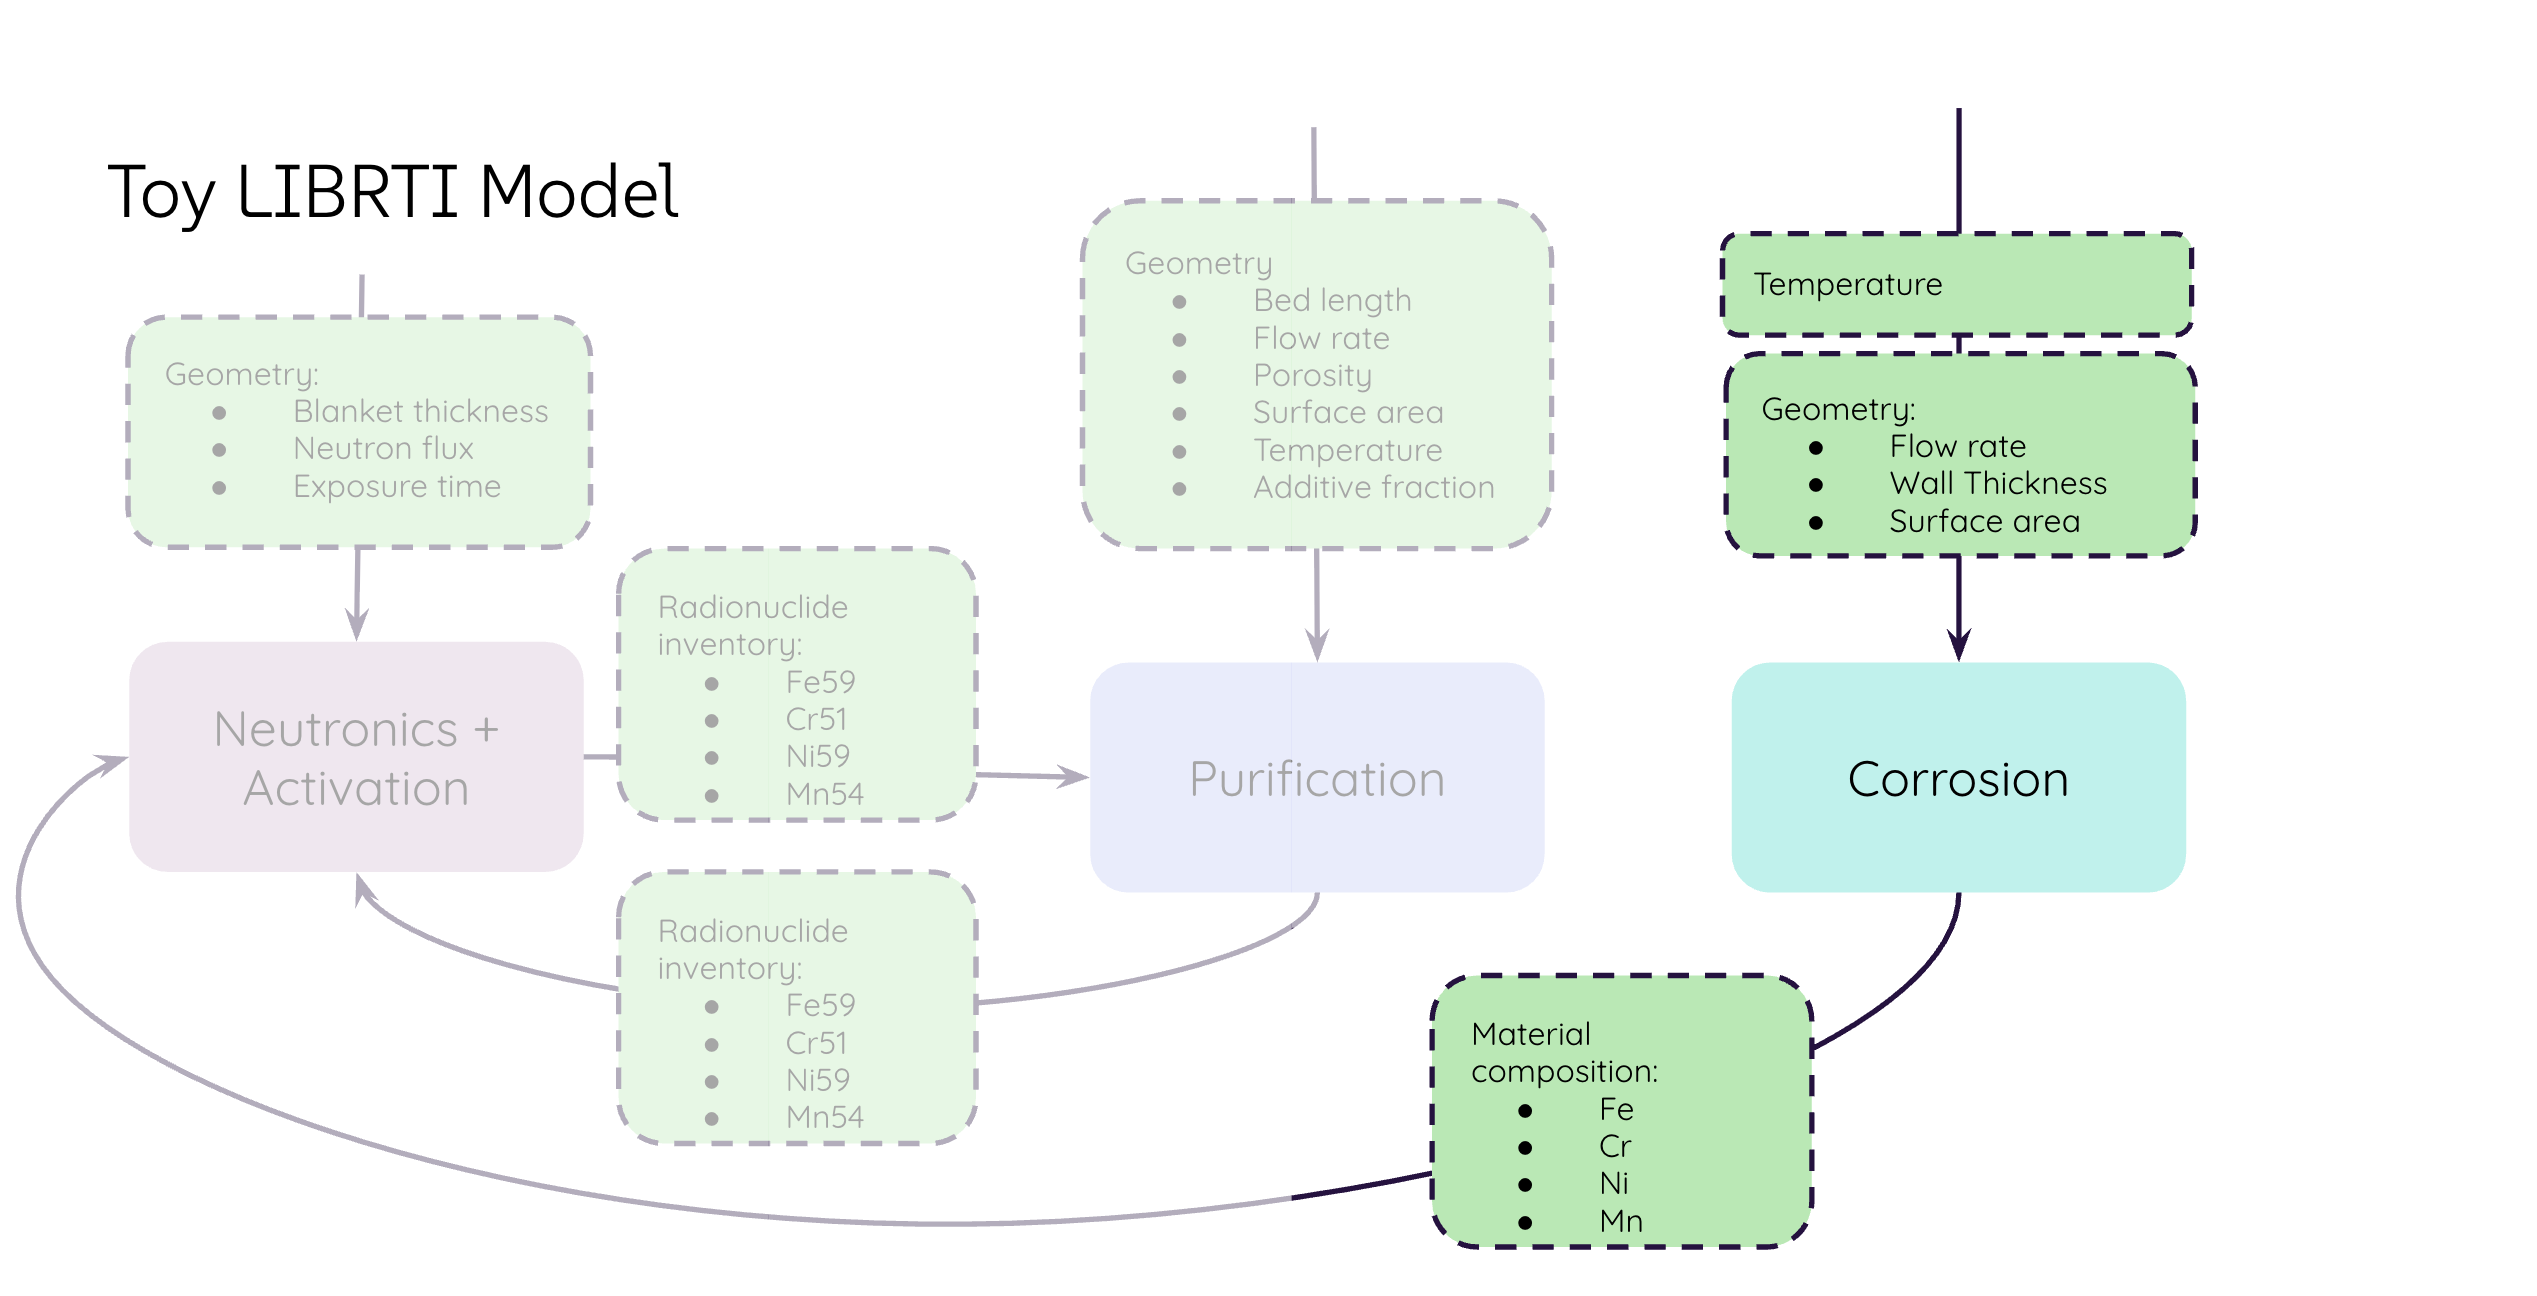 Toy LIBRTI Model
Geometry:
● Blanket thickness
● Neutron flux
● Exposure time
Neutronics +
Activation
Radionuclide
inventory:
● Fe59
● Cr51
● Ni59
● Mn54
Radionuclide
inventory:
● Fe59
● Cr51
● Ni59
● Mn54
Geometry
● Bed length
● Flow rate
● Porosity
● Surface area
● Temperature
● Additive fraction
Purification
Temperature
Geometry:
● Flow rate
● Wall Thickness
● Surface area
Corrosion
Material
composition:
● Fe
● Cr
● Ni
● Mn